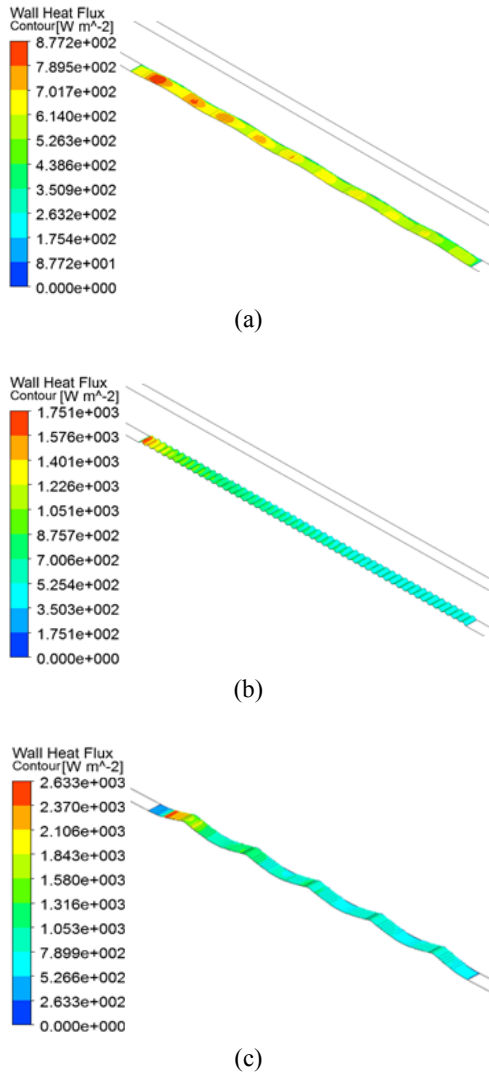 Wall Heat Flux
Contour [W m^-2]
8.772e+002
7.895e+002
7.017e+002
6.140e+002
5.263e+002
4.386e+002
3.509e+002
2.632e+002
1.754e+002
8.772e+001
0.000e+000
(a)
Wall Heat Flux
Contour [W m^-2]
1.751e+003
1.576e+003
1.401e+003
1.226e+003
1.051e+003
8.757e+002
7.006e+002
5.254e+002
3.503e+002
1.751e+002
0.000e+000
(b)
Wall Heat Flux
Contour [W m^-2]
2.633e+003
2.370e+003
2.106e+003
1.843e+003
1.580e+003
1.316e+003
1.053e+003
7.899e+002
5.266e+002
2.633e+002
0.000e+000
(c)